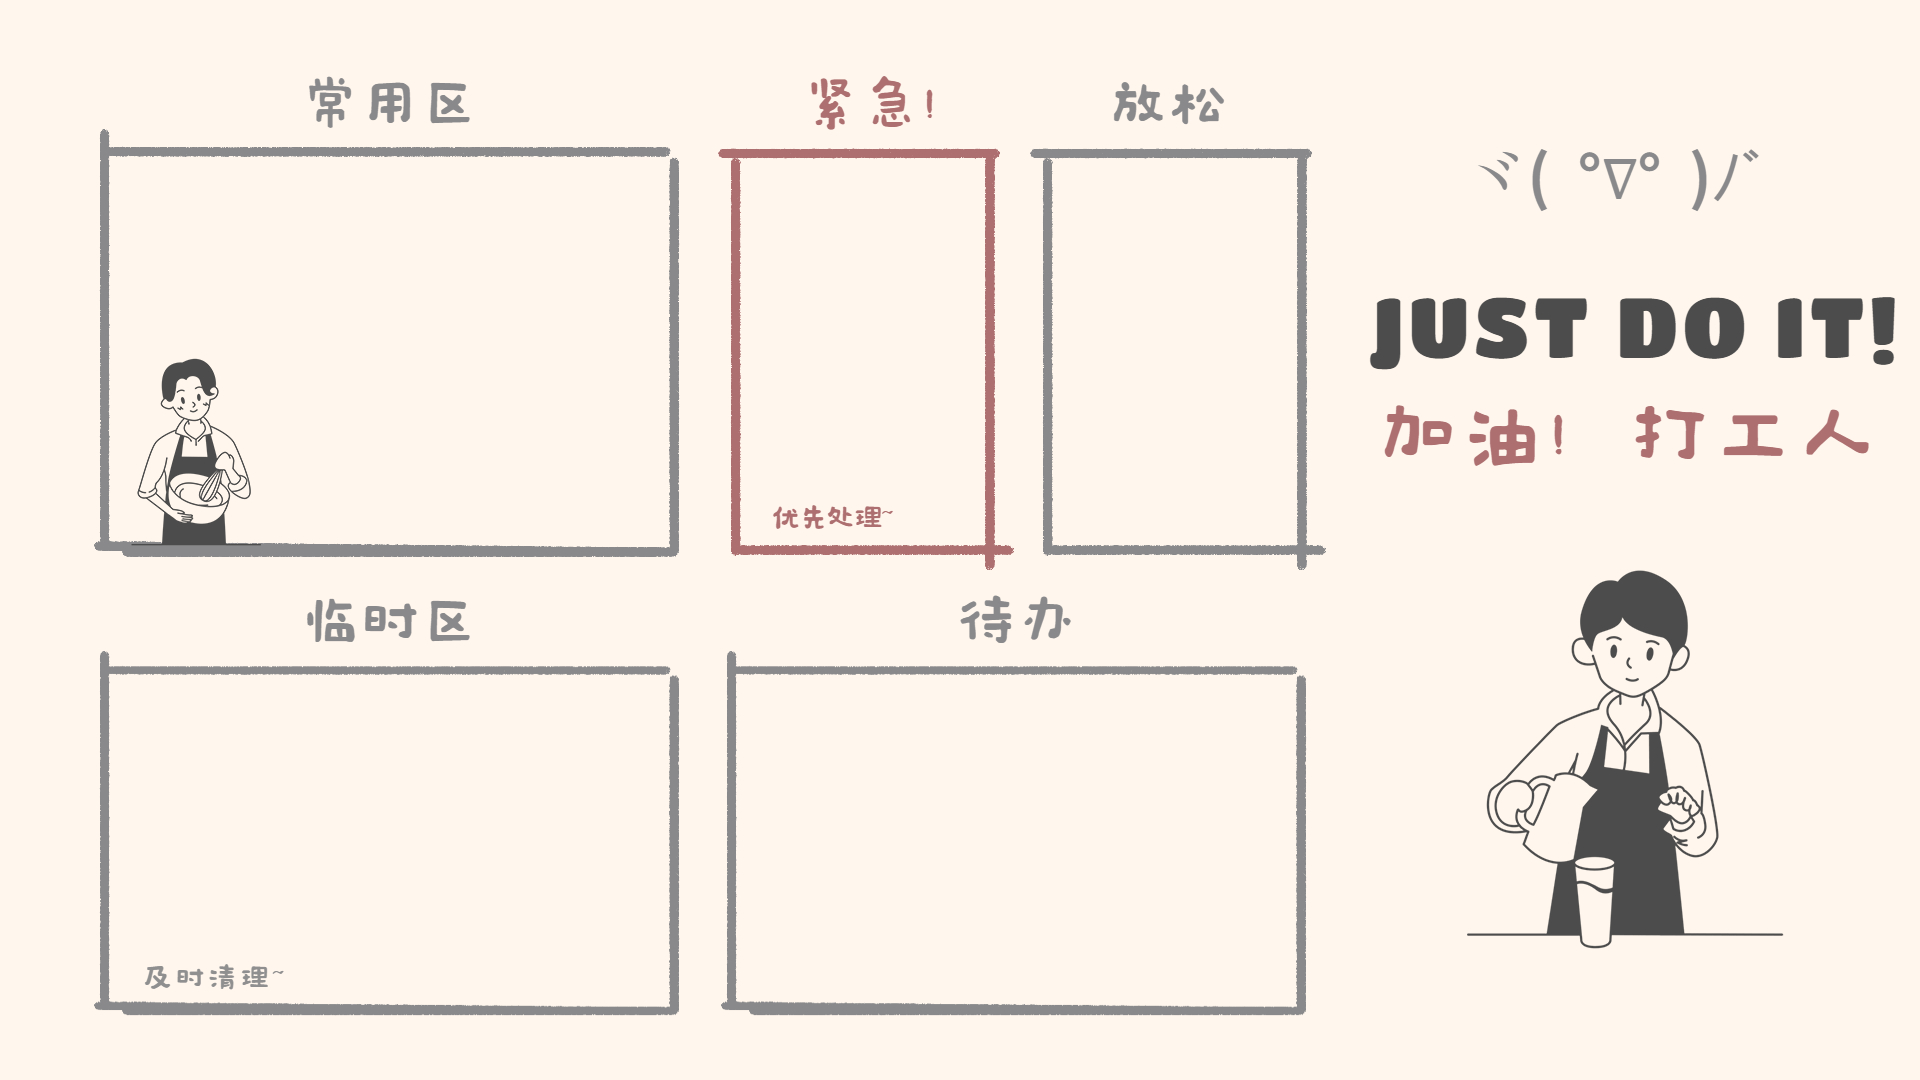 常用区
紧急!
放松
ヾ( °∇° )ﾉﾞ
JUST DO IT!
加油! 打工人
优先处理~
临时区
待办
及时清理~